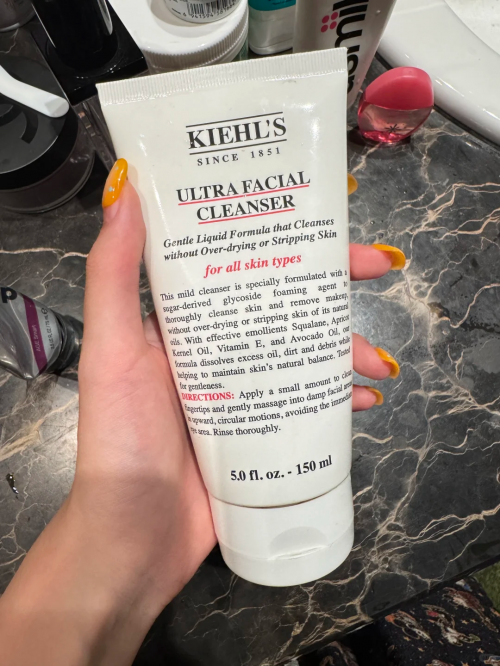 KIEHL'S
SINCE 1851
ULTRA FACIAL
CLEANSER
Gentle Liquid Formula that Cleanses
without Over-drying or Stripping Skin
for all skin types
This mild cleanser is specially formulated with a
sugar-derived glycoside foaming agent to
thoroughly cleanse skin and remove makeup,
without over-drying or stripping skin of its natural
oils. With effective emollients Squalane, Apricot
Kernel Oil, Vitamin E, and Avocado Oil, our
formula dissolves excess oil, dirt and debris while
helping to maintain skin's natural balance. Tested
for gentleness.
DIRECTIONS: Apply a small amount to clean
fingertips and gently massage into damp facial area
in upward, circular motions, avoiding the immediate
eye area. Rinse thoroughly.
5.0 fl. oz. - 150 ml